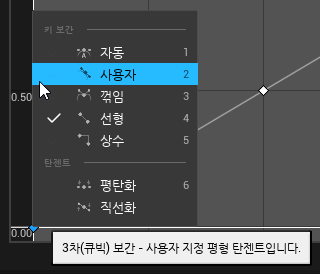 키 보간
자동 1
사용자 2
0.50
꺾임 3
선형 4
상수 5
탄젠트
평탄화 6
직선화
0.00
3차(큐빅) 보간 - 사용자 지정 평형 탄젠트입니다.